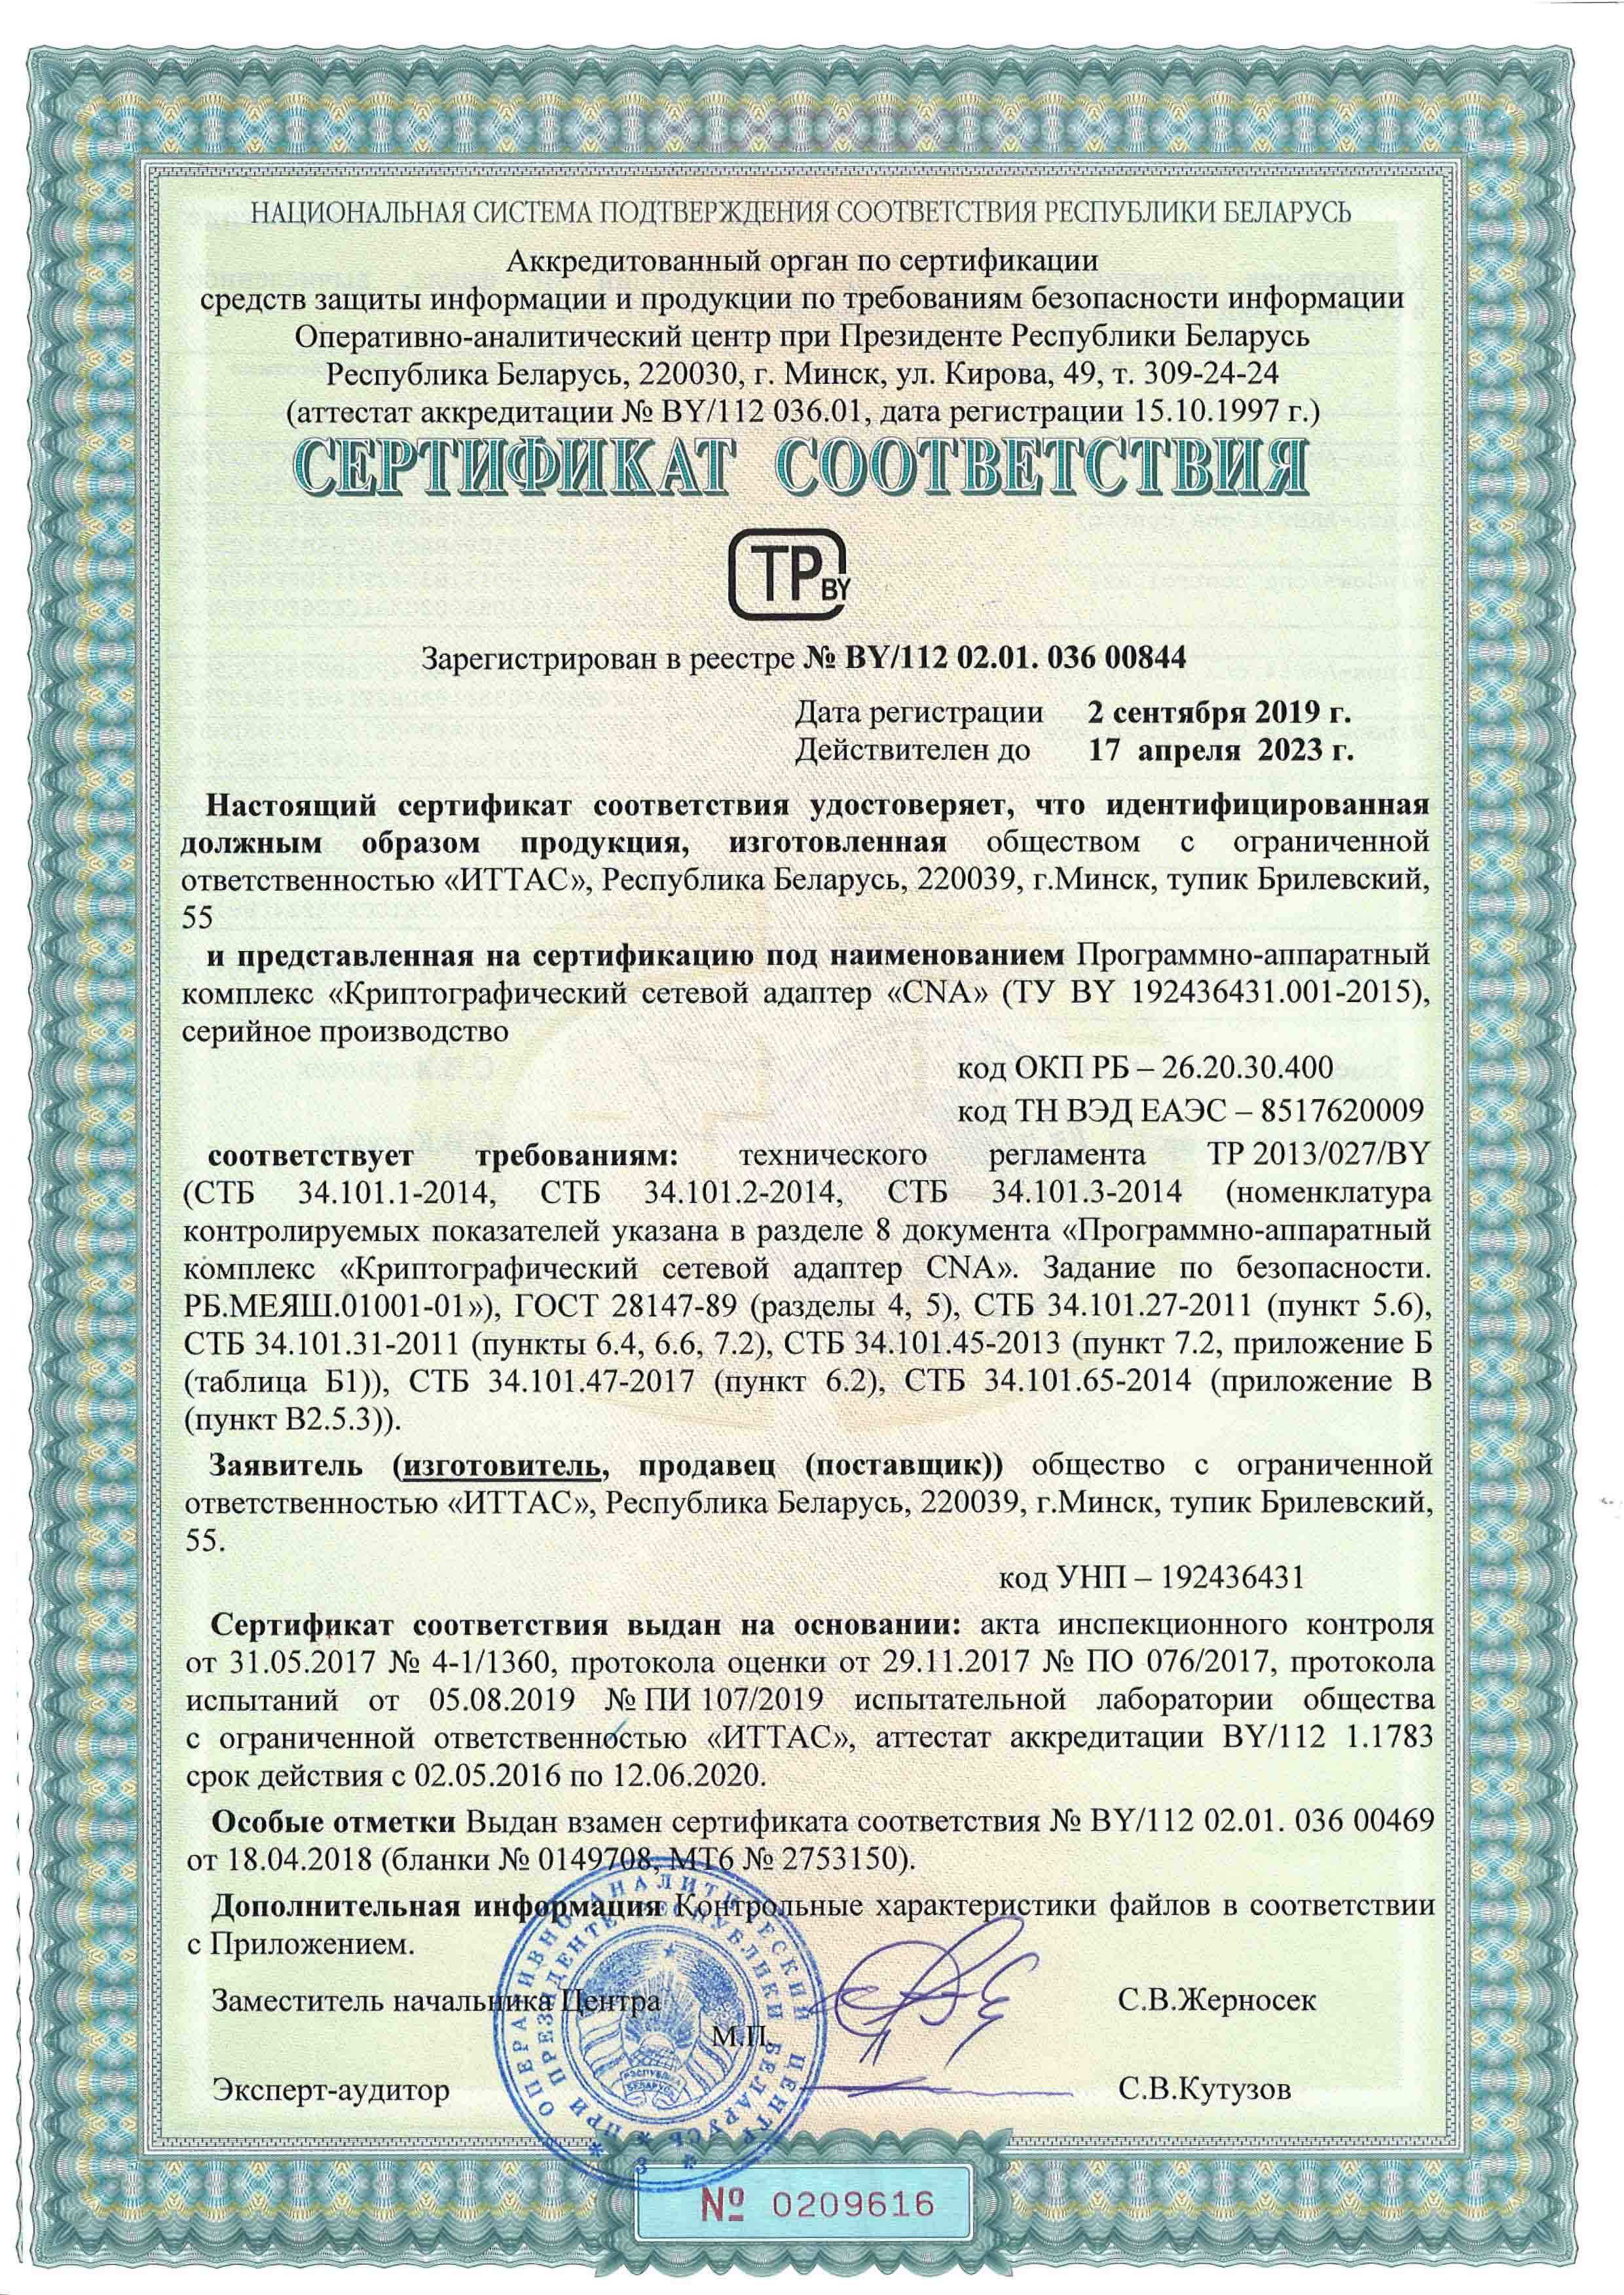 НАЦИОНАЛЬНАЯ СИСТЕМА ПОДТВЕРЖДЕНИЯ СООТВЕТСТВИЯ РЕСПУБЛИКИ БЕЛАРУСЬ
Аккредитованный орган по сертификации
средств защиты информации и продукции по требованиям безопасности информации
Оперативно-аналитический центр при Президенте Республики Беларусь
Республика Беларусь, 220030, г. Минск, ул. Кирова, 49, т. 309-24-24
(аттестат аккредитации № BY/112 036.01, дата регистрации 15.10.1997 г.)
СЕРТИФИКАТ СООТВЕТСТВИЯ
ТР BY
Зарегистрирован в реестре № BY/112 02.01. 036 00844
Дата регистрации 2 сентября 2019 г.
Действителен до 17 апреля 2023 г.
Настоящий сертификат соответствия удостоверяет, что идентифицированная
должным образом продукция, изготовленная обществом с ограниченной
ответственностью «ИТТАС», Республика Беларусь, 220039, г.Минск, тупик Брилевский,
55
и представленная на сертификацию под наименованием Программно-аппаратный
комплекс «Криптографический сетевой адаптер «CNA» (ТУ BY 192436431.001-2015),
серийное производство
код ОКП РБ – 26.20.30.400
код ТН ВЭД ЕАЭС – 8517620009
соответствует требованиям: технического регламента ТР 2013/027/BY
(СТБ 34.101.1-2014, СТБ 34.101.2-2014, СТБ 34.101.3-2014 (номенклатура
контролируемых показателей указана в разделе 8 документа «Программно-аппаратный
комплекс «Криптографический сетевой адаптер CNA». Задание по безопасности.
РБ.МЕЯШ.01001-01»), ГОСТ 28147-89 (разделы 4, 5), СТБ 34.101.27-2011 (пункт 5.6),
СТБ 34.101.31-2011 (пункты 6.4, 6.6, 7.2), СТБ 34.101.45-2013 (пункт 7.2, приложение Б
(таблица Б1)), СТБ 34.101.47-2017 (пункт 6.2), СТБ 34.101.65-2014 (приложение В
(пункт В2.5.3)).
Заявитель (изготовитель, продавец (поставщик)) общество с ограниченной
ответственностью «ИТТАС», Республика Беларусь, 220039, г.Минск, тупик Брилевский,
55.
код УНП – 192436431
Сертификат соответствия выдан на основании: акта инспекционного контроля
от 31.05.2017 № 4-1/1360, протокола оценки от 29.11.2017 № ПО 076/2017, протокола
испытаний от 05.08.2019 № ПИ 107/2019 испытательной лаборатории общества
с ограниченной ответственностью «ИТТАС», аттестат аккредитации BY/112 1.1783
срок действия с 02.05.2016 по 12.06.2020.
Особые отметки Выдан взамен сертификата соответствия № BY/112 02.01. 036 00469
от 18.04.2018 (бланки № 0149708, МТ6 № 2753150).
Дополнительная информация Контрольные характеристики файлов в соответствии
с Приложением.
Заместитель начальника Центра С.В.Жерносек
М.П.
Эксперт-аудитор С.В.Кутузов
ОПЕРАТИВНО-АНАЛИТИЧЕСКИЙ ЦЕНТР
ПРИ ПРЕЗИДЕНТЕ РЕСПУБЛИКИ БЕЛАРУСЬ
РЭСПУБЛІКА
БЕЛАРУСЬ
3
№ 0209616